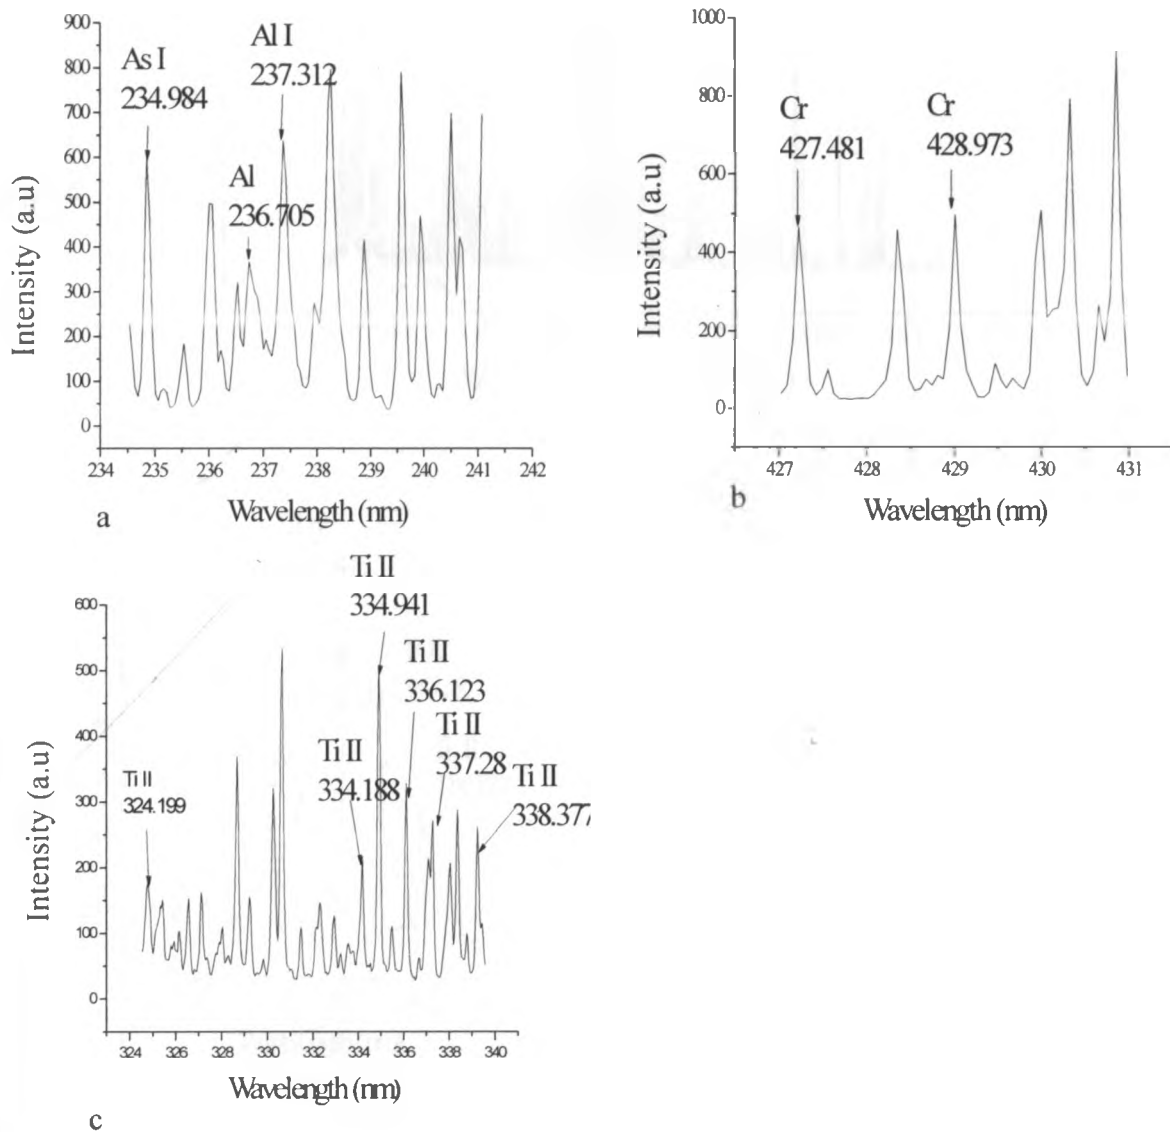 900
800
700
600
500
400
300
200
100
0
Intensity (a.u)
As I
234.984
Al I
237.312
Al
236.705
234 235 236 237 238 239 240 241 242
Wavelength (nm)
a
1000
800
600
400
200
0
Intensity (a.u)
Cr
427.481
Cr
428.973
427 428 429 430 431
Wavelength (nm)
b
600
500
400
300
200
100
0
Intensity (a.u)
Ti II
324.199
Ti II
334.188
Ti II
334.941
Ti II
336.123
Ti II
337.28
Ti II
338.377
324 326 328 330 332 334 336 338 340
Wavelength (nm)
c